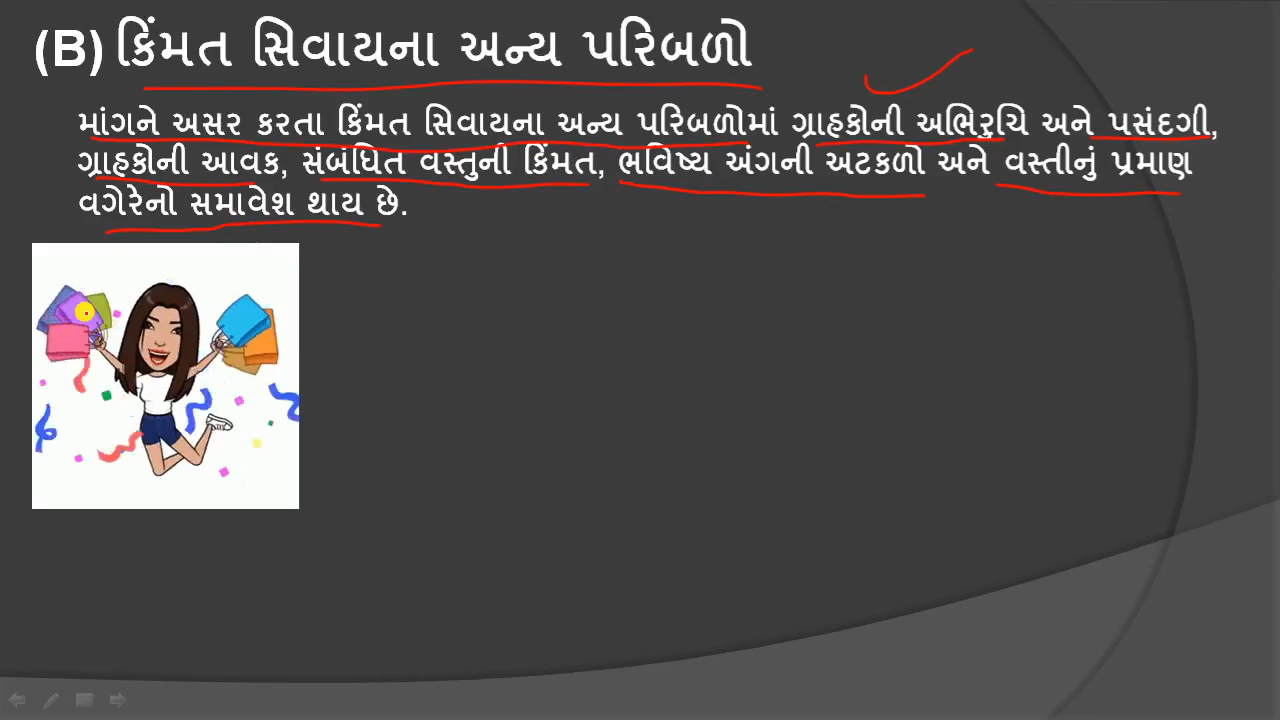 (B) કિંમત સિવાયના અન્ય પરિબળો
માંગને અસર કરતા કિંમત સિવાયના અન્ય પરિબળોમાં ગ્રાહકોની અભિરુચિ અને પસંદગી,
ગ્રાહકોની આવક, સંબંધિત વસ્તુની કિંમત, ભવિષ્ય અંગની અટકળો અને વસ્તીનું પ્રમાણ
વગેરેનો સમાવેશ થાય છે.